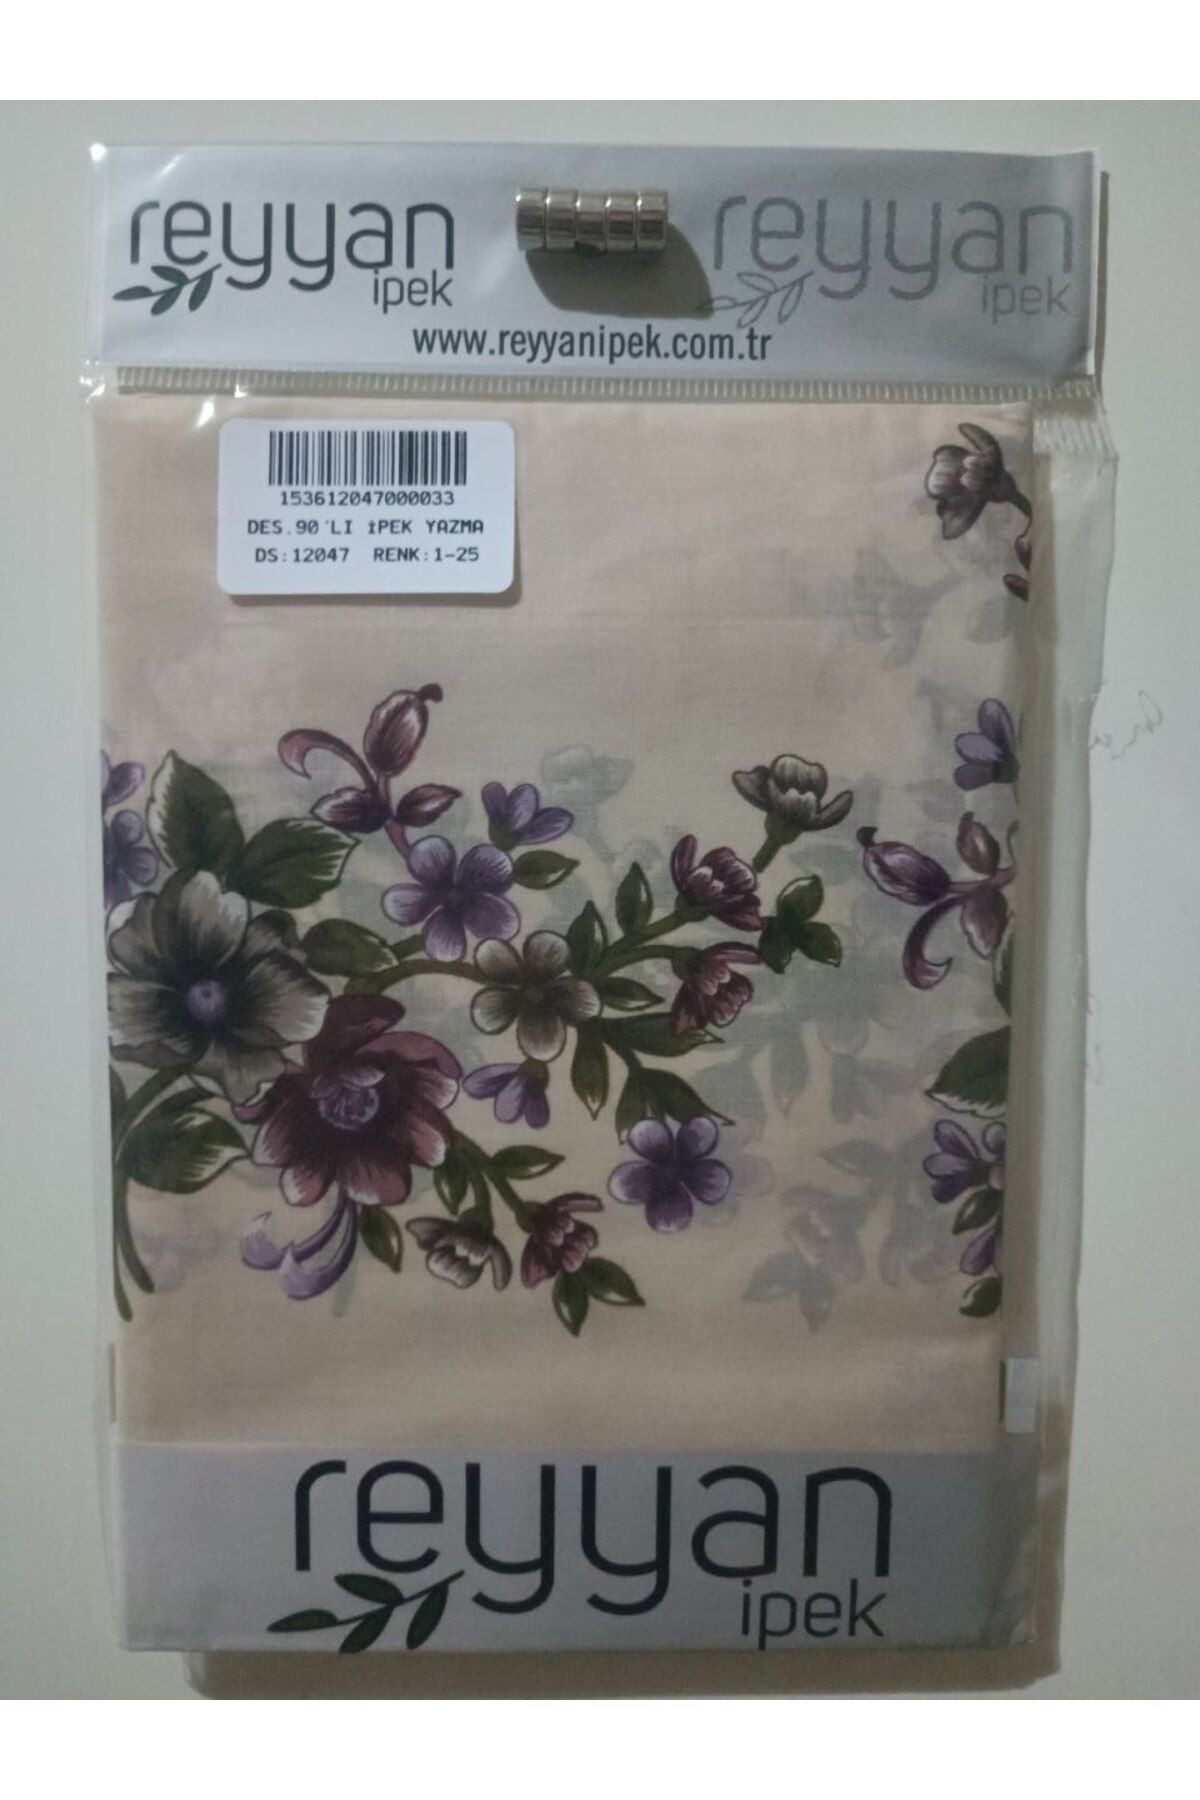 reyyan reyyan
ipek ipek
www.reyyanipek.com.tr
153612047000033
DES.90'LI İPEK YAZMA
DS:12047 RENK:1-25
reyyan
ipek